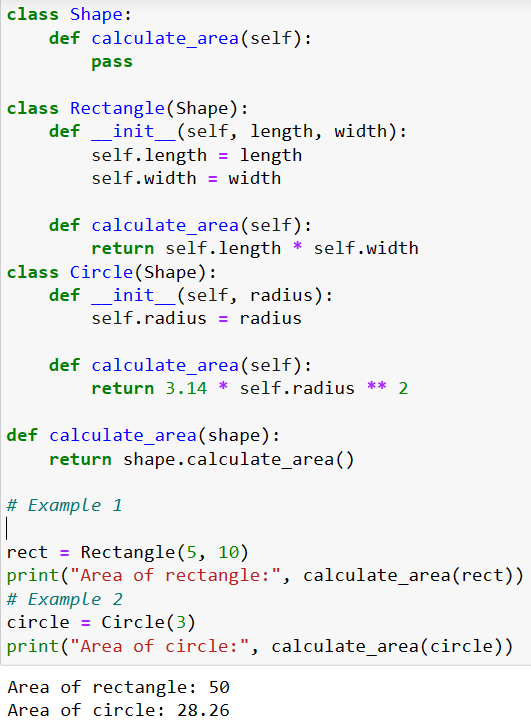 class Shape:
    def calculate_area(self):
        pass

class Rectangle(Shape):
    def __init__(self, length, width):
        self.length = length
        self.width = width

    def calculate_area(self):
        return self.length * self.width
class Circle(Shape):
    def __init__(self, radius):
        self.radius = radius

    def calculate_area(self):
        return 3.14 * self.radius ** 2

def calculate_area(shape):
    return shape.calculate_area()

# Example 1

rect = Rectangle(5, 10)
print("Area of rectangle:", calculate_area(rect))
# Example 2
circle = Circle(3)
print("Area of circle:", calculate_area(circle))
Area of rectangle: 50
Area of circle: 28.26